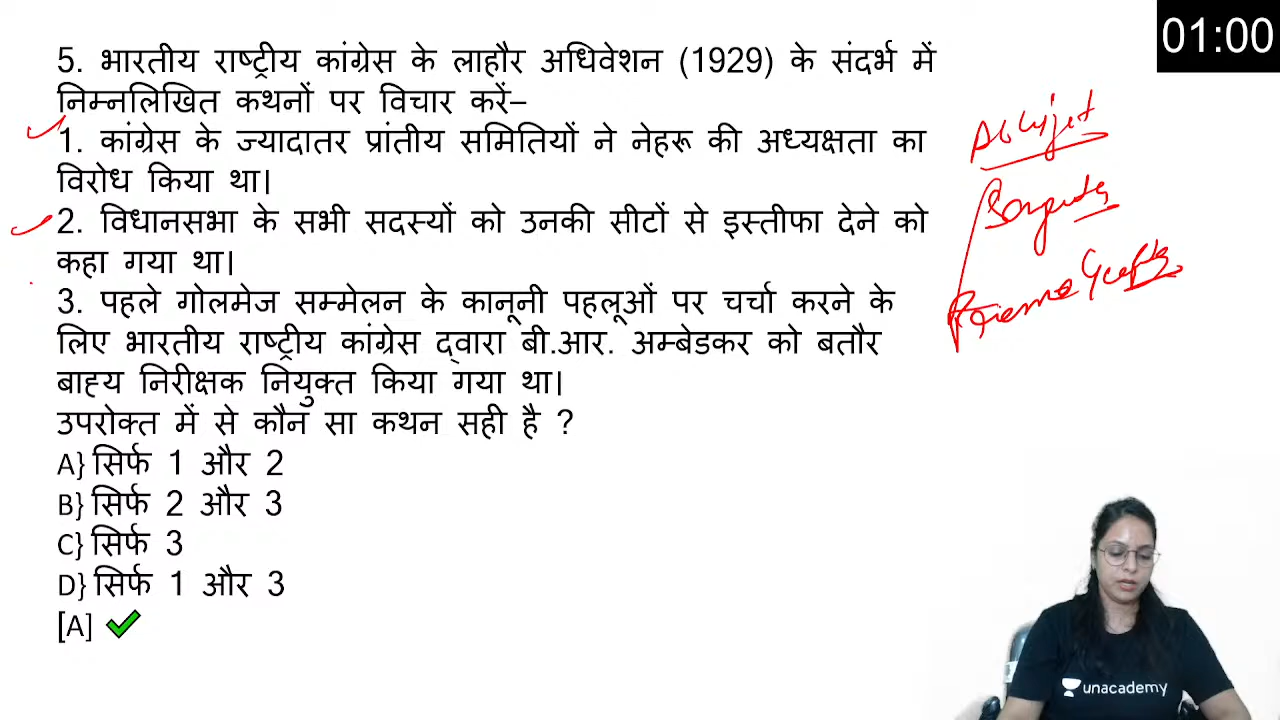 01:00
5. भारतीय राष्ट्रीय कांग्रेस के लाहौर अधिवेशन (1929) के संदर्भ में
निम्नलिखित कथनों पर विचार करें–
1. कांग्रेस के ज्यादातर प्रांतीय समितियों ने नेहरू की अध्यक्षता का
विरोध किया था।
2. विधानसभा के सभी सदस्यों को उनकी सीटों से इस्तीफा देने को
कहा गया था।
3. पहले गोलमेज सम्मेलन के कानूनी पहलूओं पर चर्चा करने के
लिए भारतीय राष्ट्रीय कांग्रेस द्वारा बी.आर. अम्बेडकर को बतौर
बाह्य निरीक्षक नियुक्त किया गया था।
उपरोक्त में से कौन सा कथन सही है ?
A} सिर्फ 1 और 2
B} सिर्फ 2 और 3
C} सिर्फ 3
D} सिर्फ 1 और 3
[A]
Abhijet
Gupta
unacademy